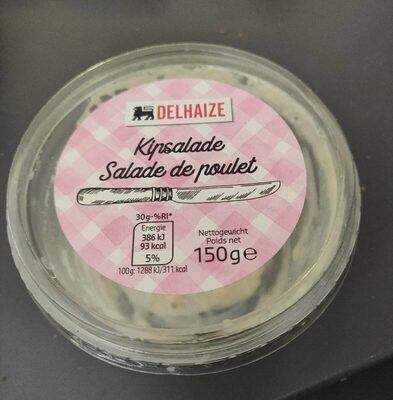 DELHAIZE
Kipsalade
Salade de poulet
30g-%RI*
Energie
386 kJ
93 kcal
5%
100g: 1288 kJ/311 kcal
Nettogewicht
Poids net
150g℮